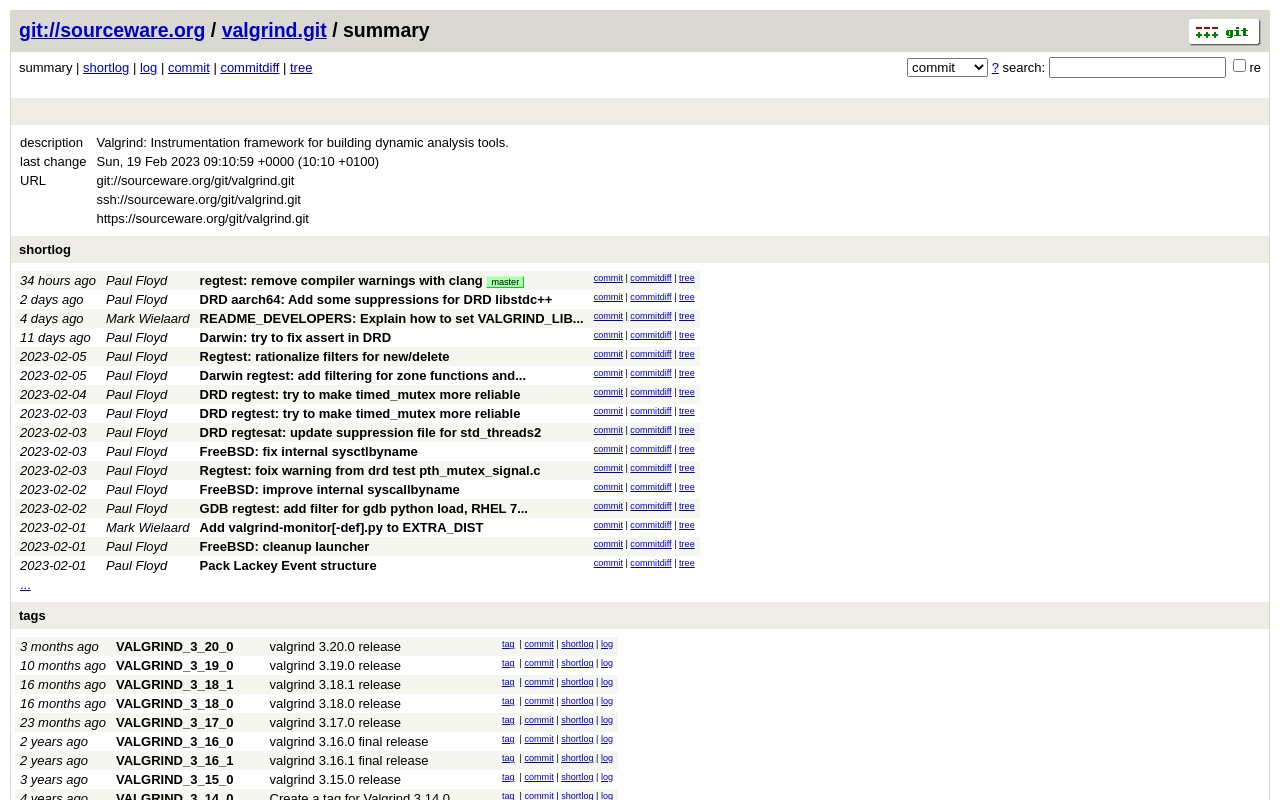 git://sourceware.org / valgrind.git / summary
git
summary | shortlog | log | commit | commitdiff | tree
commit ? search: re
description Valgrind: Instrumentation framework for building dynamic analysis tools.
last change Sun, 19 Feb 2023 09:10:59 +0000 (10:10 +0100)
URL git://sourceware.org/git/valgrind.git
ssh://sourceware.org/git/valgrind.git
https://sourceware.org/git/valgrind.git
shortlog
34 hours ago Paul Floyd regtest: remove compiler warnings with clang master commit | commitdiff | tree
2 days ago Paul Floyd DRD aarch64: Add some suppressions for DRD libstdc++ commit | commitdiff | tree
4 days ago Mark Wielaard README_DEVELOPERS: Explain how to set VALGRIND_LIB... commit | commitdiff | tree
11 days ago Paul Floyd Darwin: try to fix assert in DRD commit | commitdiff | tree
2023-02-05 Paul Floyd Regtest: rationalize filters for new/delete commit | commitdiff | tree
2023-02-05 Paul Floyd Darwin regtest: add filtering for zone functions and... commit | commitdiff | tree
2023-02-04 Paul Floyd DRD regtest: try to make timed_mutex more reliable commit | commitdiff | tree
2023-02-03 Paul Floyd DRD regtest: try to make timed_mutex more reliable commit | commitdiff | tree
2023-02-03 Paul Floyd DRD regtesat: update suppression file for std_threads2 commit | commitdiff | tree
2023-02-03 Paul Floyd FreeBSD: fix internal sysctlbyname commit | commitdiff | tree
2023-02-03 Paul Floyd Regtest: foix warning from drd test pth_mutex_signal.c commit | commitdiff | tree
2023-02-02 Paul Floyd FreeBSD: improve internal syscallbyname commit | commitdiff | tree
2023-02-02 Paul Floyd GDB regtest: add filter for gdb python load, RHEL 7... commit | commitdiff | tree
2023-02-01 Mark Wielaard Add valgrind-monitor[-def].py to EXTRA_DIST commit | commitdiff | tree
2023-02-01 Paul Floyd FreeBSD: cleanup launcher commit | commitdiff | tree
2023-02-01 Paul Floyd Pack Lackey Event structure commit | commitdiff | tree
...
tags
3 months ago VALGRIND_3_20_0 valgrind 3.20.0 release tag | commit | shortlog | log
10 months ago VALGRIND_3_19_0 valgrind 3.19.0 release tag | commit | shortlog | log
16 months ago VALGRIND_3_18_1 valgrind 3.18.1 release tag | commit | shortlog | log
16 months ago VALGRIND_3_18_0 valgrind 3.18.0 release tag | commit | shortlog | log
23 months ago VALGRIND_3_17_0 valgrind 3.17.0 release tag | commit | shortlog | log
2 years ago VALGRIND_3_16_0 valgrind 3.16.0 final release tag | commit | shortlog | log
2 years ago VALGRIND_3_16_1 valgrind 3.16.1 final release tag | commit | shortlog | log
3 years ago VALGRIND_3_15_0 valgrind 3.15.0 release tag | commit | shortlog | log
4 years ago VALGRIND_3_14_0 Create a tag for Valgrind 3.14.0 tag | commit | shortlog | log